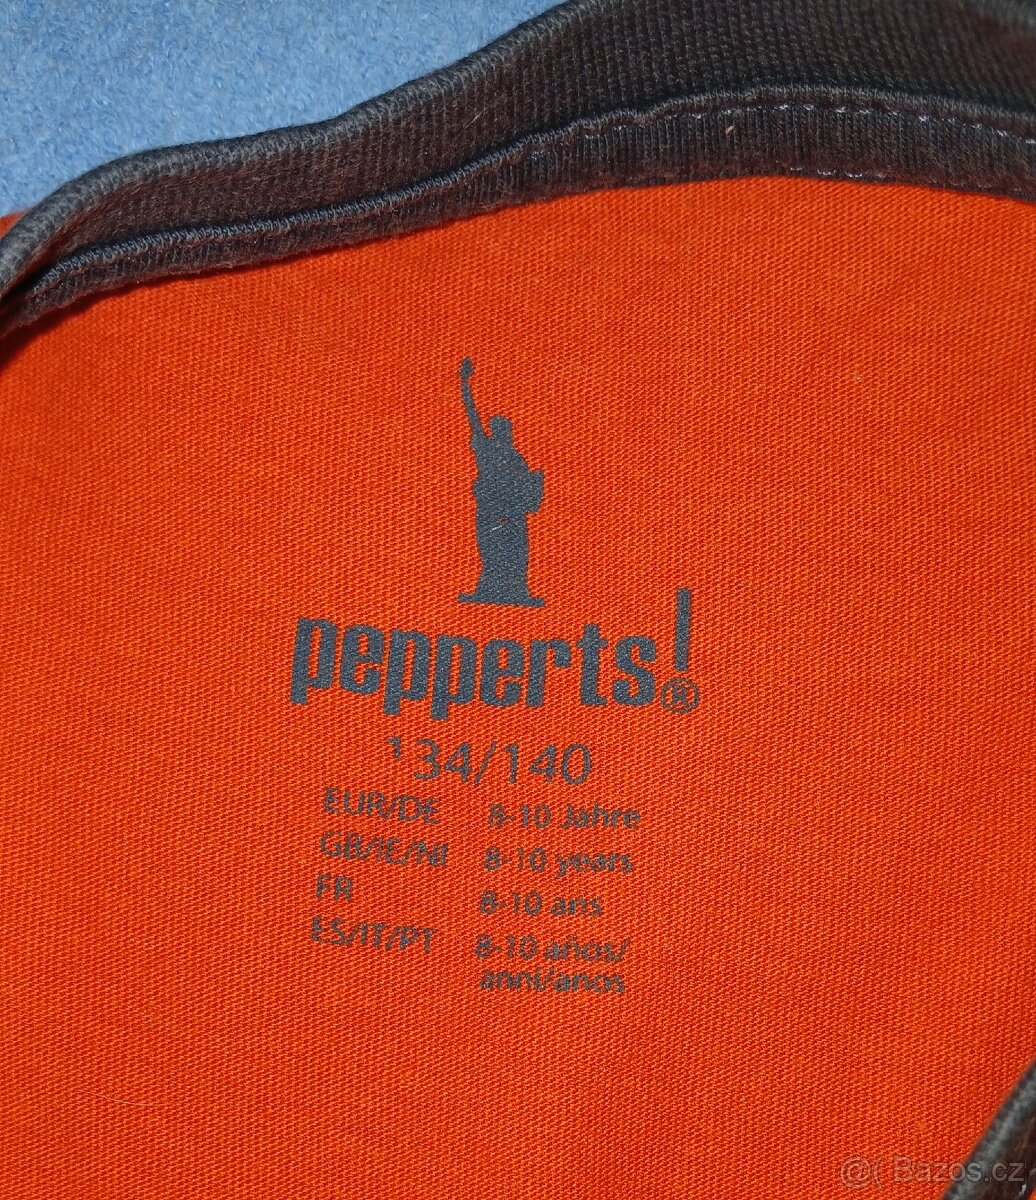 pepperts!®
134/140
EUR/DE 8-10 Jahre
GB/IE/NI 8-10 years
FR 8-10 ans
ES/IT/PT 8-10 años/
anni/anos
@( Bazos.cz